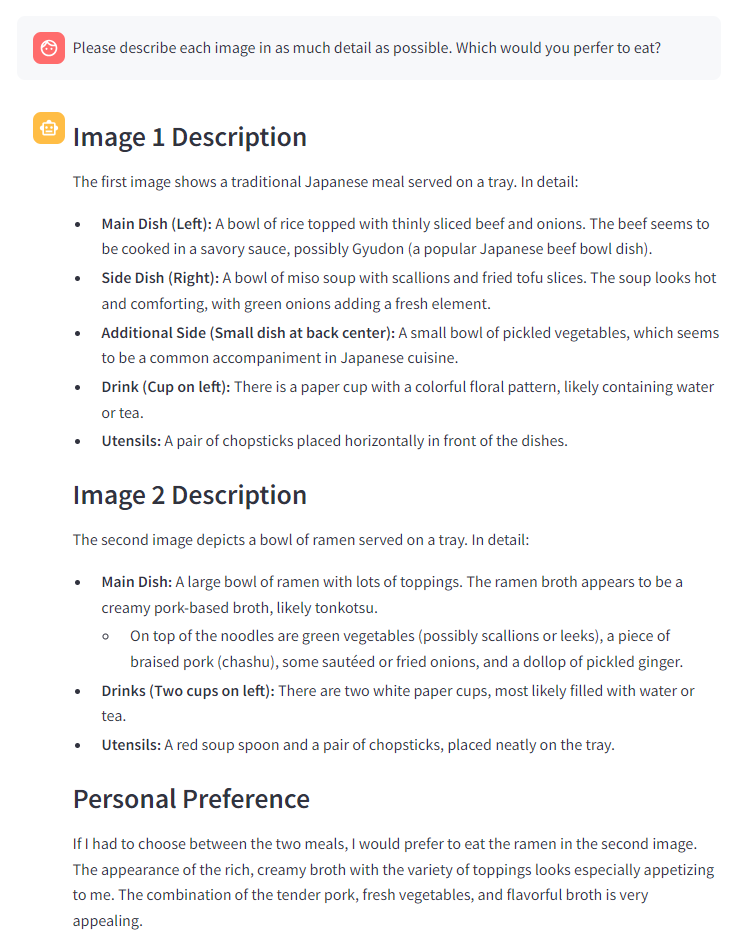 Please describe each image in as much detail as possible. Which would you perfer to eat?
Image 1 Description
The first image shows a traditional Japanese meal served on a tray. In detail:
• Main Dish (Left): A bowl of rice topped with thinly sliced beef and onions. The beef seems to
be cooked in a savory sauce, possibly Gyudon (a popular Japanese beef bowl dish).
• Side Dish (Right): A bowl of miso soup with scallions and fried tofu slices. The soup looks hot
and comforting, with green onions adding a fresh element.
• Additional Side (Small dish at back center): A small bowl of pickled vegetables, which seems
to be a common accompaniment in Japanese cuisine.
• Drink (Cup on left): There is a paper cup with a colorful floral pattern, likely containing water
or tea.
• Utensils: A pair of chopsticks placed horizontally in front of the dishes.
Image 2 Description
The second image depicts a bowl of ramen served on a tray. In detail:
• Main Dish: A large bowl of ramen with lots of toppings. The ramen broth appears to be a
creamy pork-based broth, likely tonkotsu.
○ On top of the noodles are green vegetables (possibly scallions or leeks), a piece of
braised pork (chashu), some sautéed or fried onions, and a dollop of pickled ginger.
• Drinks (Two cups on left): There are two white paper cups, most likely filled with water or
tea.
• Utensils: A red soup spoon and a pair of chopsticks, placed neatly on the tray.
Personal Preference
If I had to choose between the two meals, I would prefer to eat the ramen in the second image.
The appearance of the rich, creamy broth with the variety of toppings looks especially appetizing
to me. The combination of the tender pork, fresh vegetables, and flavorful broth is very
appealing.